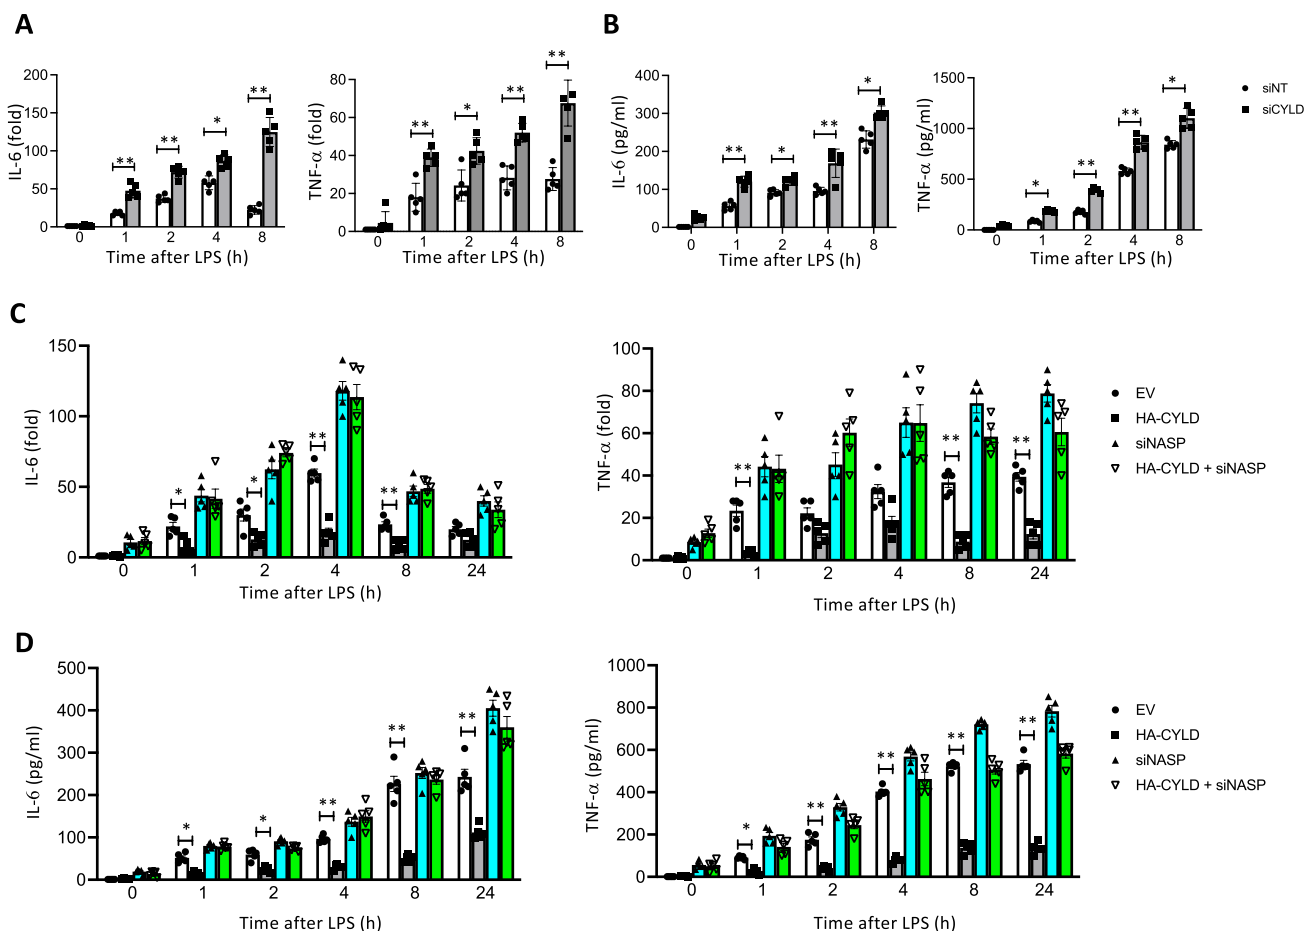 A
B
200
150
100
50
0
IL-6 (fold)
**
**
*
**
0 1 2 4 8
Time after LPS (h)
80
60
40
20
0
TNF-α (fold)
**
*
**
**
0 1 2 4 8
Time after LPS (h)
400
300
200
100
0
IL-6 (pg/ml)
**
*
**
*
0 1 2 4 8
Time after LPS (h)
1500
1000
500
0
TNF-α (pg/ml)
*
**
**
*
0 1 2 4 8
Time after LPS (h)
siNT
siCYLD
C
150
100
50
0
IL-6 (fold)
*
*
**
**
0 1 2 4 8 24
Time after LPS (h)
100
80
60
40
20
0
TNF-α (fold)
**
**
**
0 1 2 4 8 24
Time after LPS (h)
EV
HA-CYLD
siNASP
HA-CYLD + siNASP
D
500
400
300
200
100
0
IL-6 (pg/ml)
*
*
**
**
**
0 1 2 4 8 24
Time after LPS (h)
1000
800
600
400
200
0
TNF-α (pg/ml)
*
**
**
**
**
0 1 2 4 8 24
Time after LPS (h)
EV
HA-CYLD
siNASP
HA-CYLD + siNASP